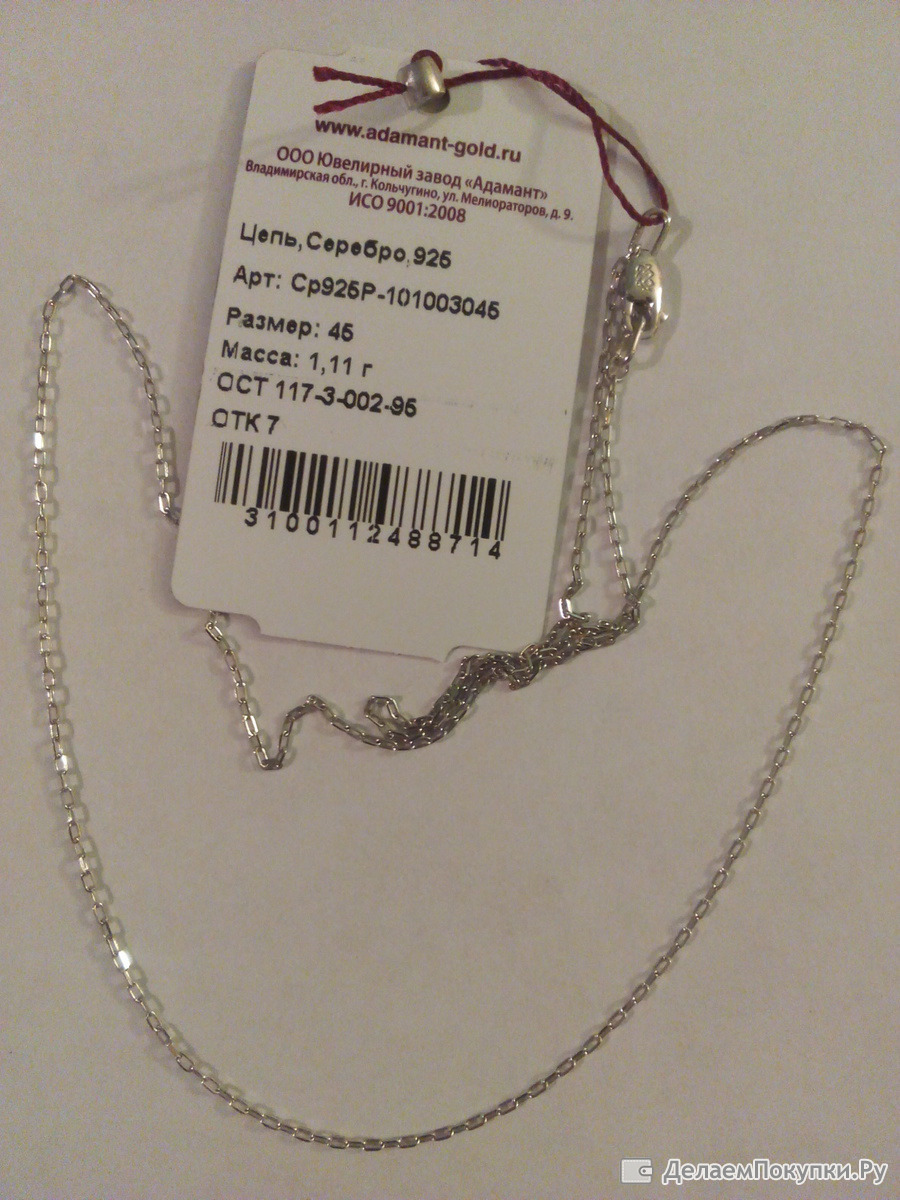 www.adamant-gold.ru
ООО Ювелирный завод «Адамант»
Владимирская обл., г. Кольчугино, ул. Мелиораторов, д. 9.
ИСО 9001:2008
Цепь,Серебро,925
Арт: Ср925Р-101003045
Размер: 45
Масса: 1,11 г
ОСТ 117-3-002-95
ОТК 7
3100112488714
ДелаемПокупки.Ру